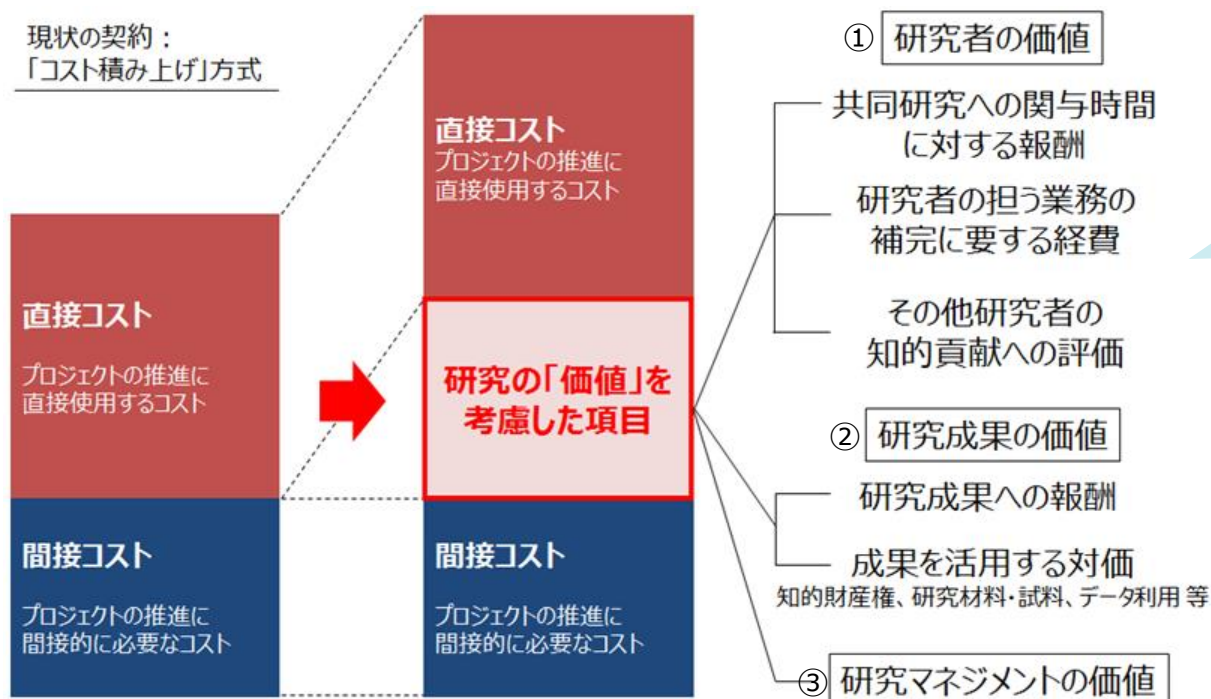 現状の契約：
「コスト積み上げ」方式
直接コスト
プロジェクトの推進に
直接使用するコスト
間接コスト
プロジェクトの推進に
間接的に必要なコスト
直接コスト
プロジェクトの推進に
直接使用するコスト
研究の「価値」を
考慮した項目
間接コスト
プロジェクトの推進に
間接的に必要なコスト
① 研究者の価値
共同研究への関与時間
に対する報酬
研究者の担う業務の
補完に要する経費
その他研究者の
知的貢献への評価
② 研究成果の価値
研究成果への報酬
成果を活用する対価
知的財産権、研究材料・試料、データ利用 等
③ 研究マネジメントの価値